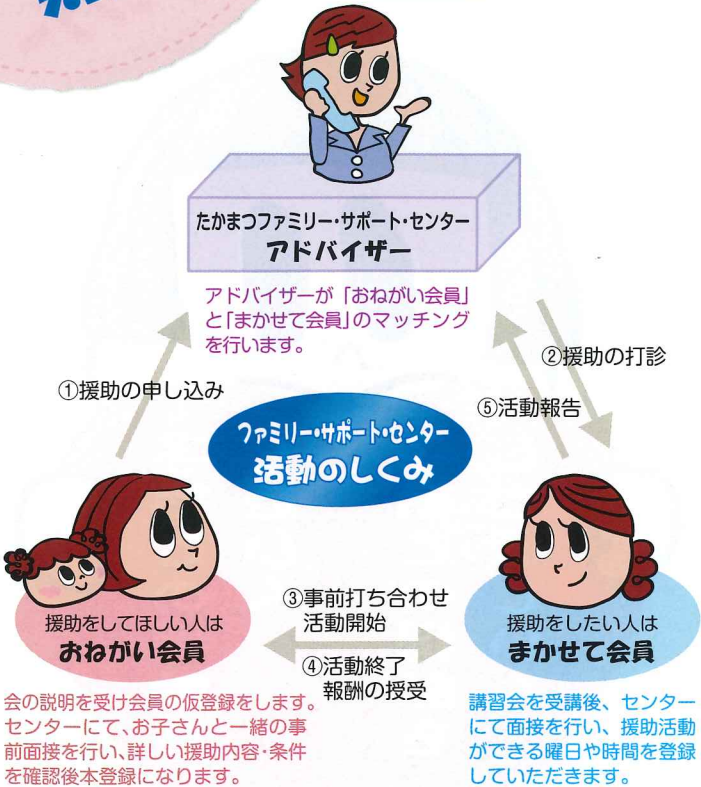 たかまつファミリー・サポート・センター
アドバイザー
アドバイザーが「おねがい会員」
と「まかせて会員」のマッチング
を行います。
②援助の打診
①援助の申し込み
⑤活動報告
ファミリー・サポート・センター
活動のしくみ
③事前打ち合わせ
活動開始
④活動終了
報酬の授受
援助をしてほしい人は
おねがい会員
援助をしたい人は
まかせて会員
会の説明を受け会員の仮登録をします。
センターにて、お子さんと一緒の事
前面接を行い、詳しい援助内容・条件
を確認後本登録になります。
講習会を受講後、センター
にて面接を行い、援助活動
ができる曜日や時間を登録
していただきます。